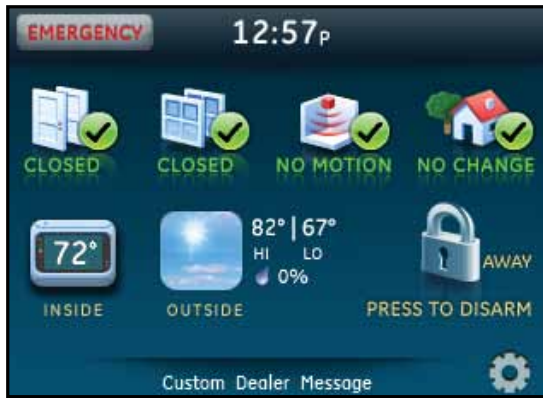 EMERGENCY 12:57P
CLOSED CLOSED NO MOTION NO CHANGE
72° 82° | 67°
HI LO
0% AWAY
INSIDE OUTSIDE PRESS TO DISARM
Custom Dealer Message